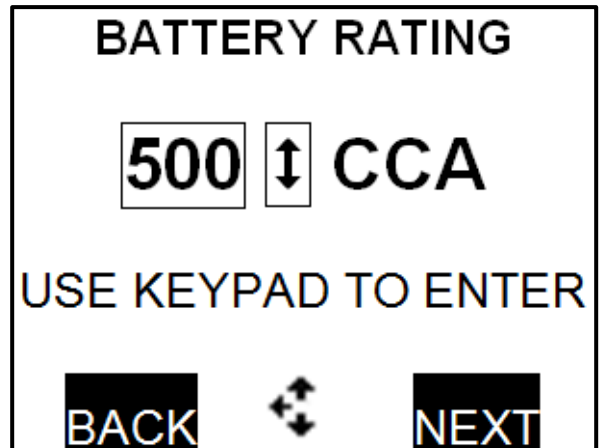 BATTERY RATING
500 ↕ CCA
USE KEYPAD TO ENTER
BACK NEXT